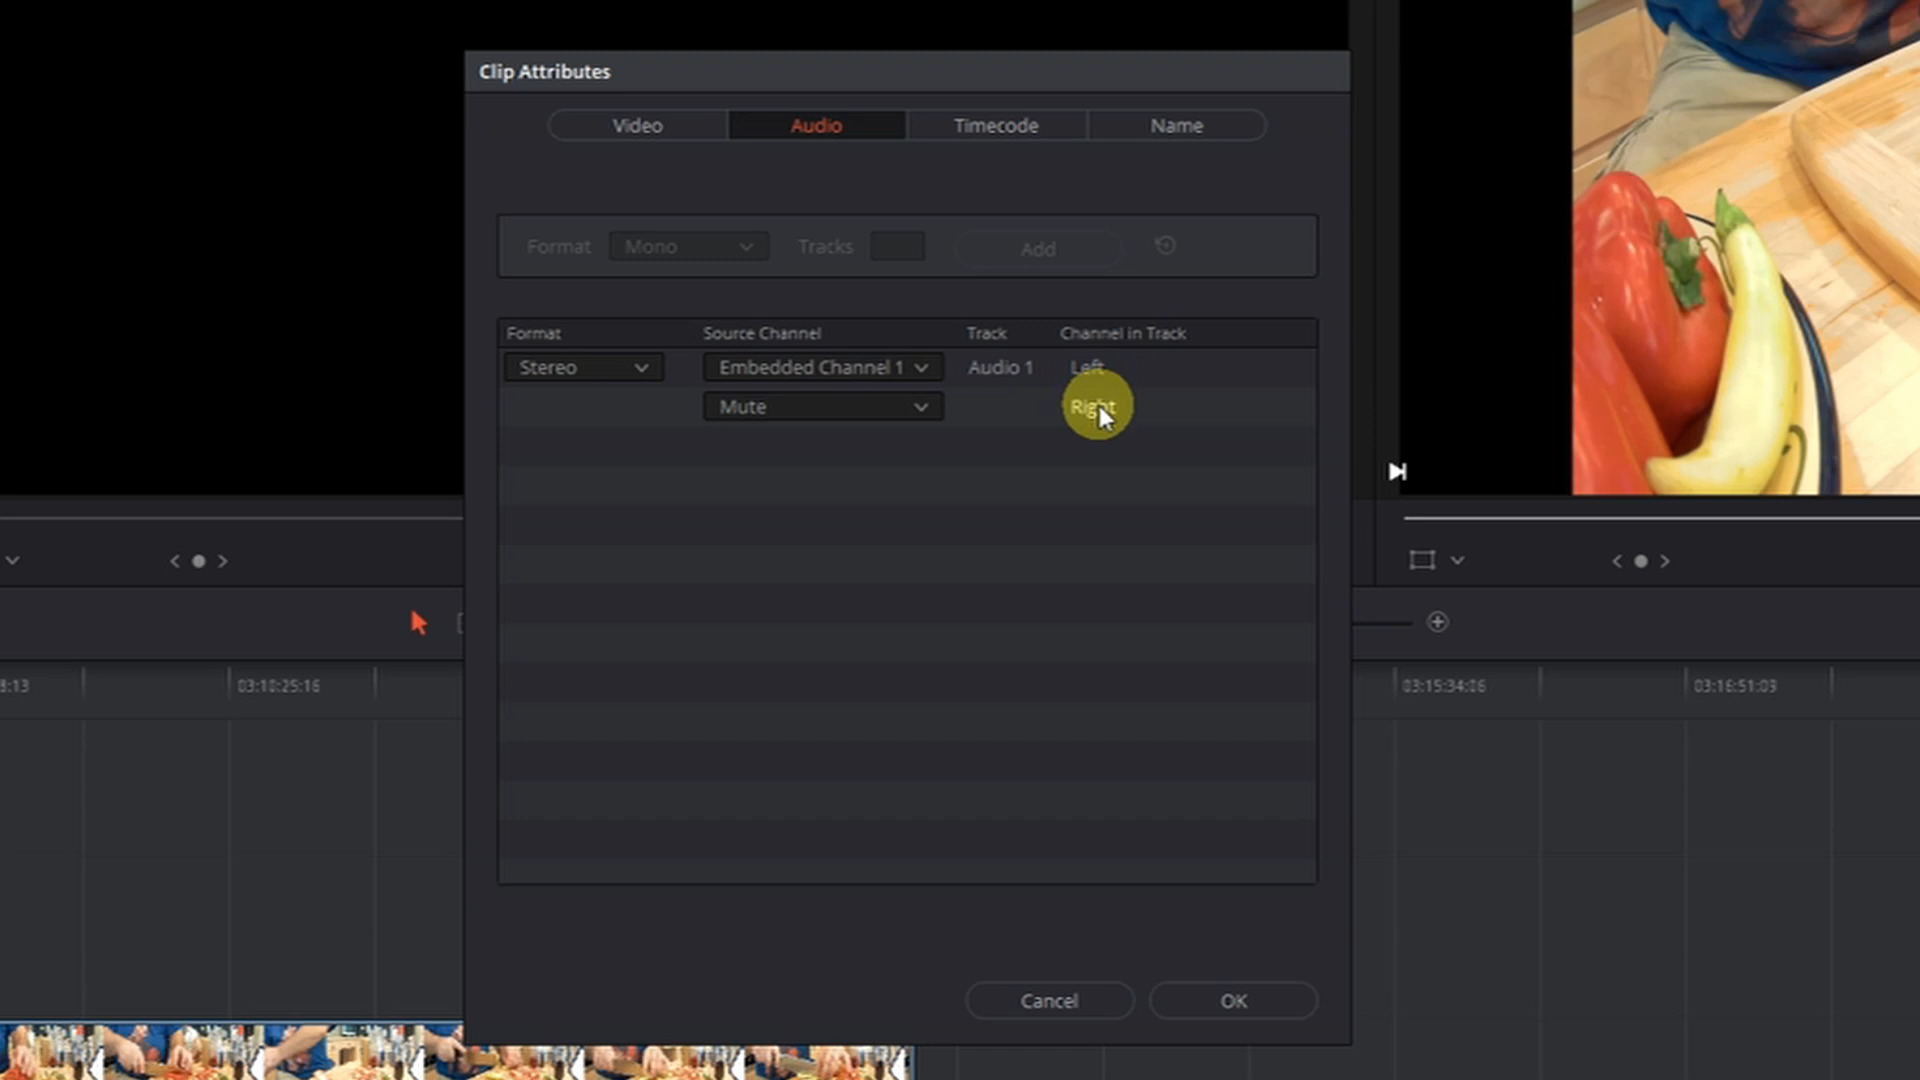 Clip Attributes
Video Audio Timecode Name
Format Mono Tracks Add
Format Source Channel Track Channel in Track
Stereo Embedded Channel 1 Audio 1 Left
Mute Right
8:13 03:10:25:16 03:15:34:06 03:16:51:09
Cancel OK